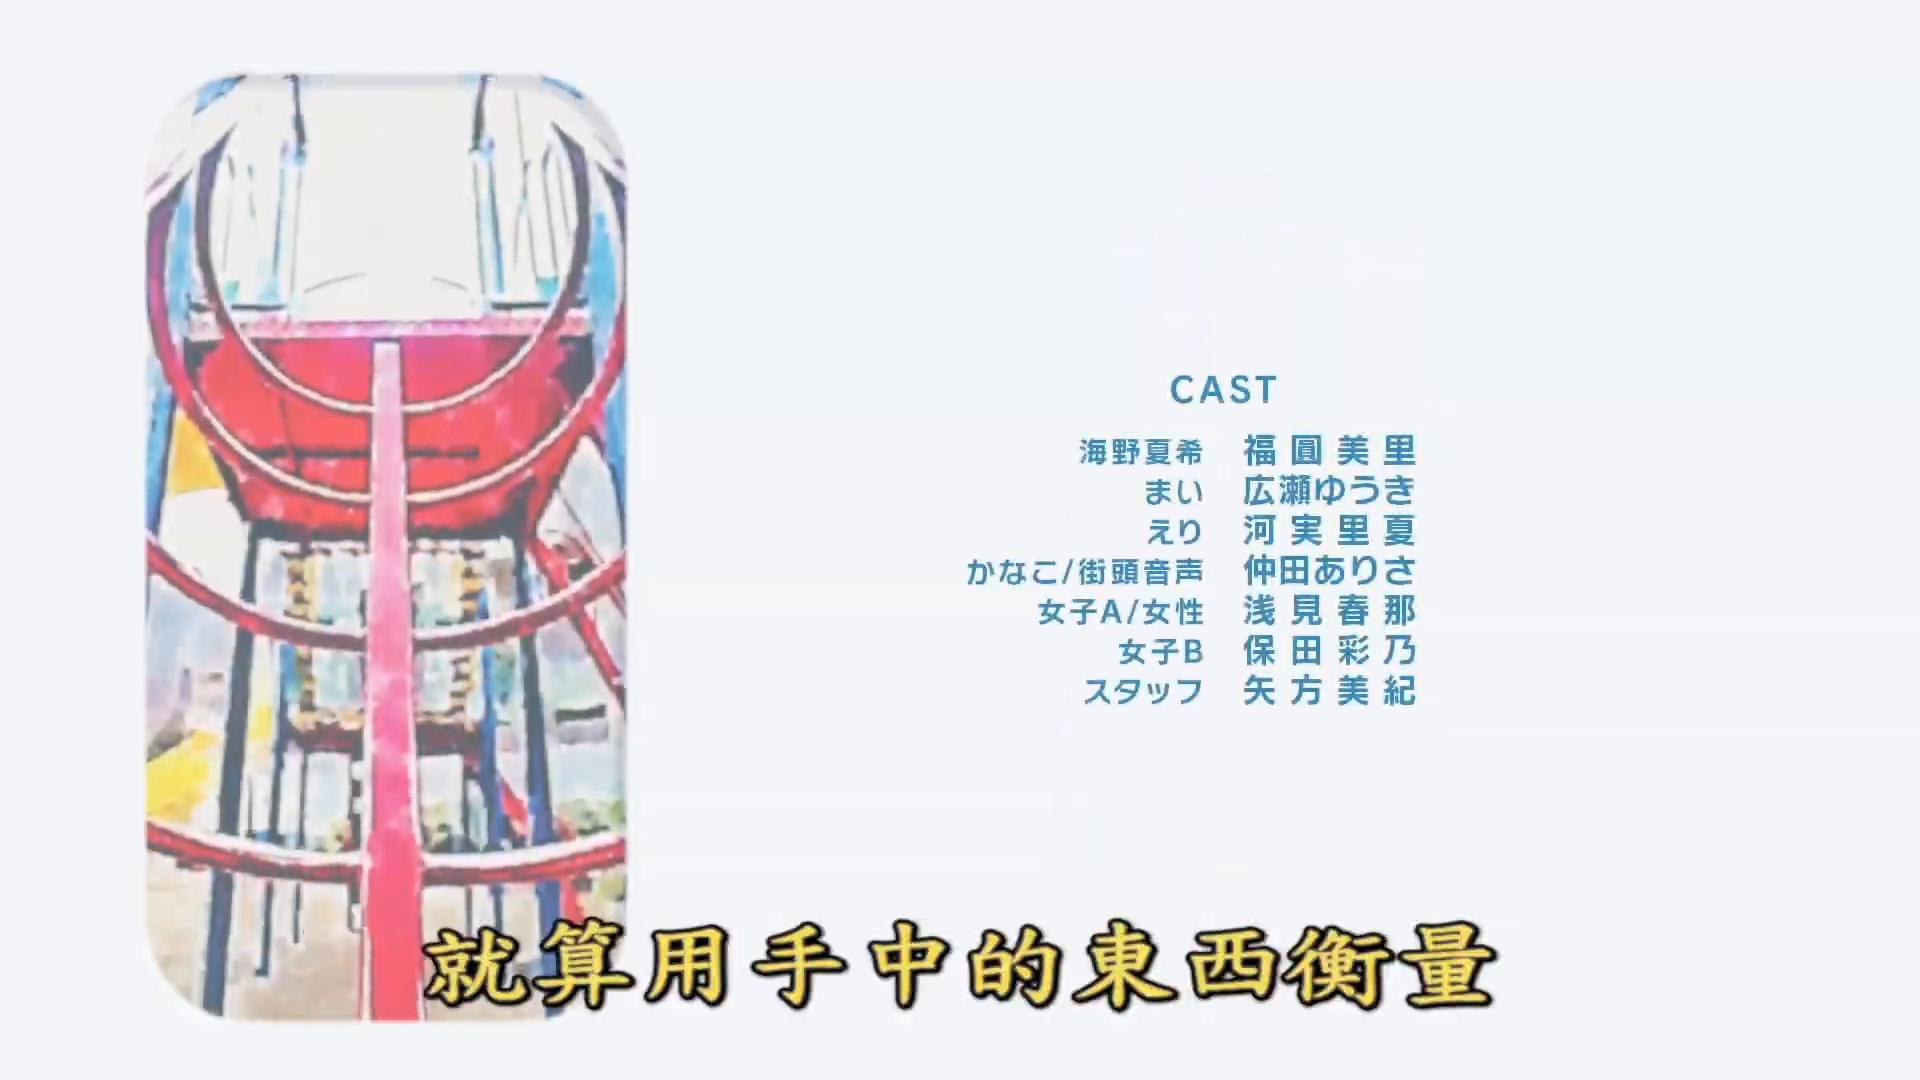 CAST
海野夏希 福圓美里
まい 広瀬ゆうき
えり 河実里夏
かなこ/街頭音声 仲田ありさ
女子A/女性 浅見春那
女子B 保田彩乃
スタッフ 矢方美紀
就算用手中的東西衡量